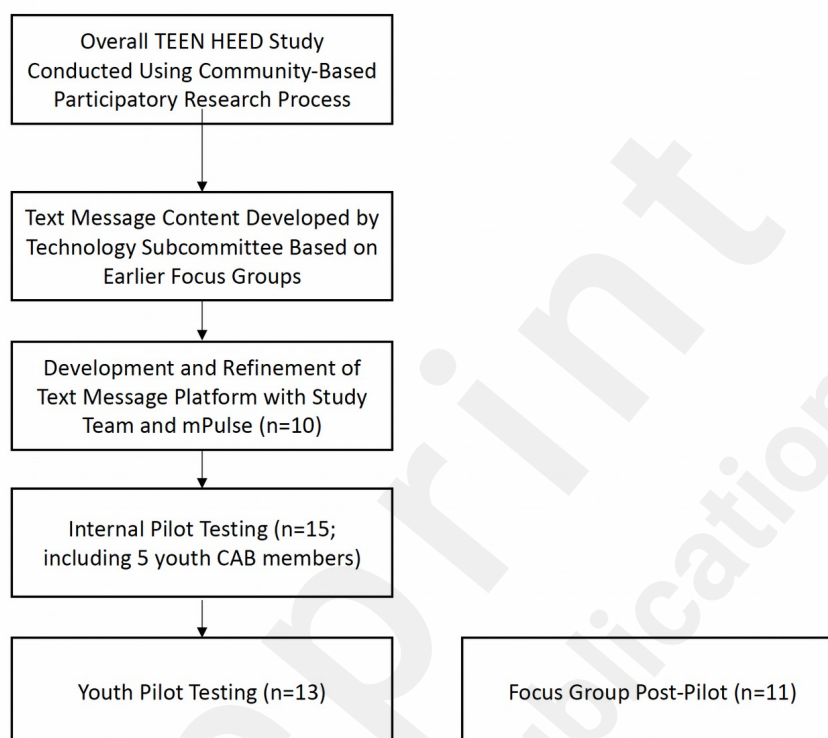 Overall TEEN HEED Study
Conducted Using Community-Based
Participatory Research Process
Text Message Content Developed by
Technology Subcommittee Based on
Earlier Focus Groups
Development and Refinement of
Text Message Platform with Study
Team and mPulse (n=10)
Internal Pilot Testing (n=15;
including 5 youth CAB members)
Youth Pilot Testing (n=13)
Focus Group Post-Pilot (n=11)